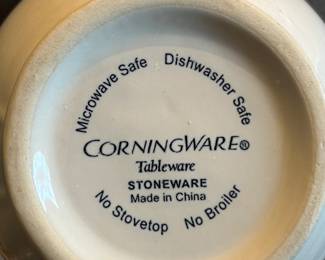 Microwave Safe Dishwasher Safe
CORNINGWARE®
Tableware
STONEWARE
Made in China
No Stovetop No Broiler